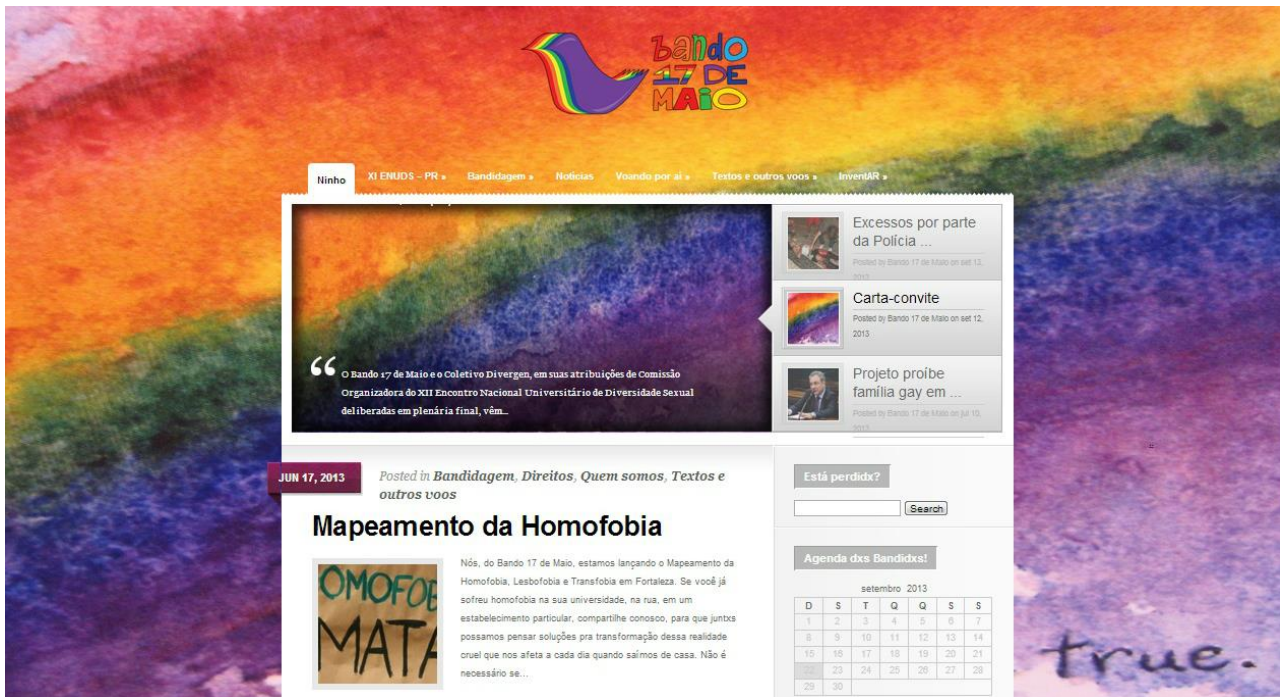 bando
17 DE
MAiO
Ninho
XI ENUDS – PR »
Bandidagem »
Notícias
Voando por aí »
Textos e outros voos »
InventAR »
“ O Bando 17 de Maio e o Coletivo Divergen, em suas atribuições de Comissão
Organizadora do XII Encontro Nacional Universitário de Diversidade Sexual
deliberadas em plenária final, vêm...
Excessos por parte
da Polícia ...
Posted by Bando 17 de Maio on set 12,
2013
Carta-convite
Posted by Bando 17 de Maio on set 12,
2013
Projeto proíbe
família gay em ...
Posted by Bando 17 de Maio on jul 10,
2013
JUN 17, 2013
Posted in Bandidagem, Direitos, Quem somos, Textos e
outros voos
Mapeamento da Homofobia
OMOFOB
MATA
Nós, do Bando 17 de Maio, estamos lançando o Mapeamento da
Homofobia, Lesbofobia e Transfobia em Fortaleza. Se você já
sofreu homofobia na sua universidade, na rua, em um
estabelecimento particular, compartilhe conosco, para que juntxs
possamos pensar soluções pra transformação dessa realidade
cruel que nos afeta a cada dia quando saímos de casa. Não é
necessário se...
Está perdidx?
Search
Agenda dxs Bandidxs!
setembro 2013
D S T Q Q S S
1 2 3 4 5 6 7
8 9 10 11 12 13 14
15 16 17 18 19 20 21
22 23 24 25 26 27 28
29 30
true.